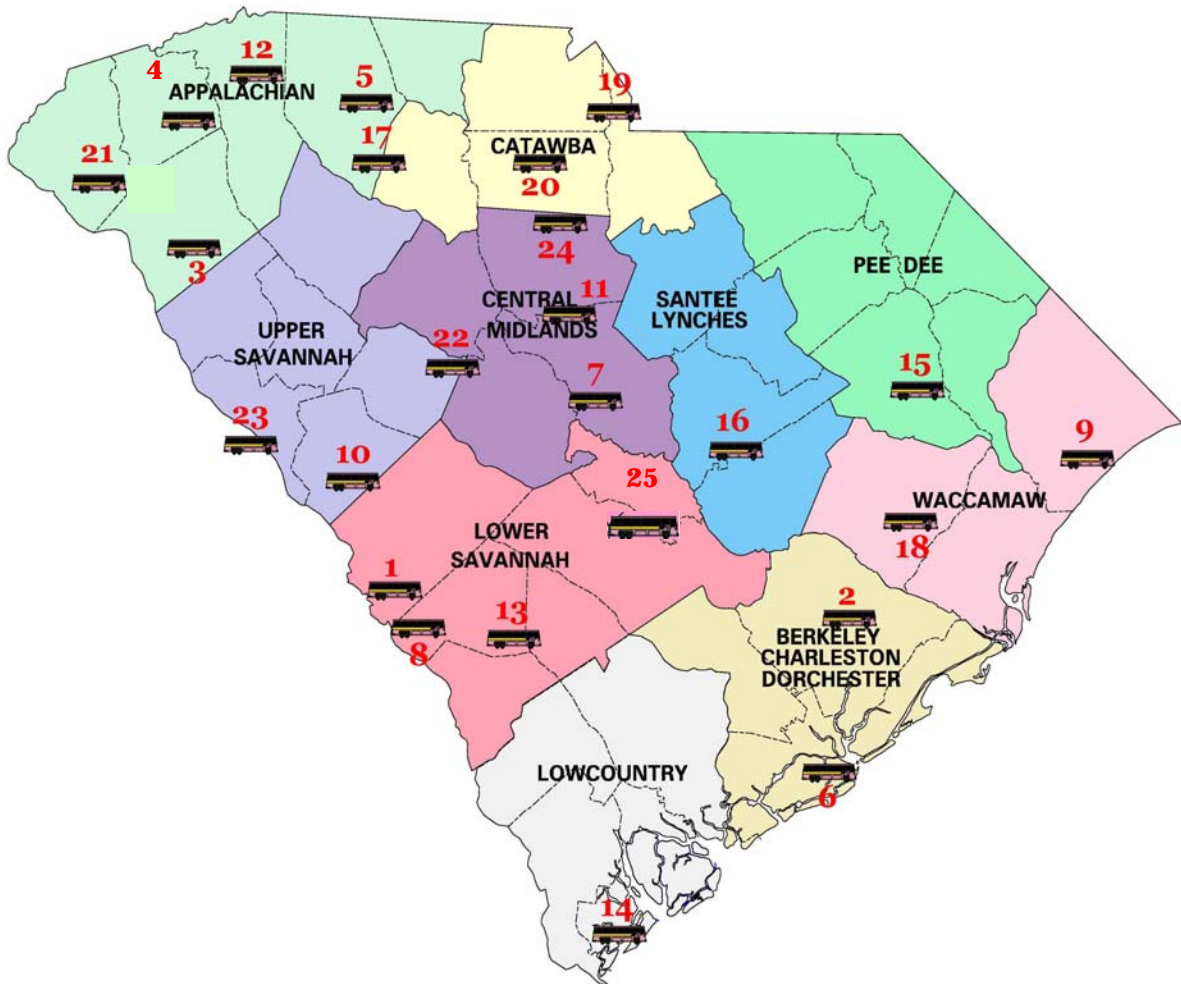 12
4
5
19
APPALACHIAN
17
CATAWBA
21
20
24
3
PEE DEE
11
CENTRAL
MIDLANDS
SANTEE
LYNCHES
UPPER
SAVANNAH
22
7
15
23
16
9
10
25
WACCAMAW
LOWER
SAVANNAH
18
1
13
2
8
BERKELEY
CHARLESTON
DORCHESTER
LOWCOUNTRY
6
14